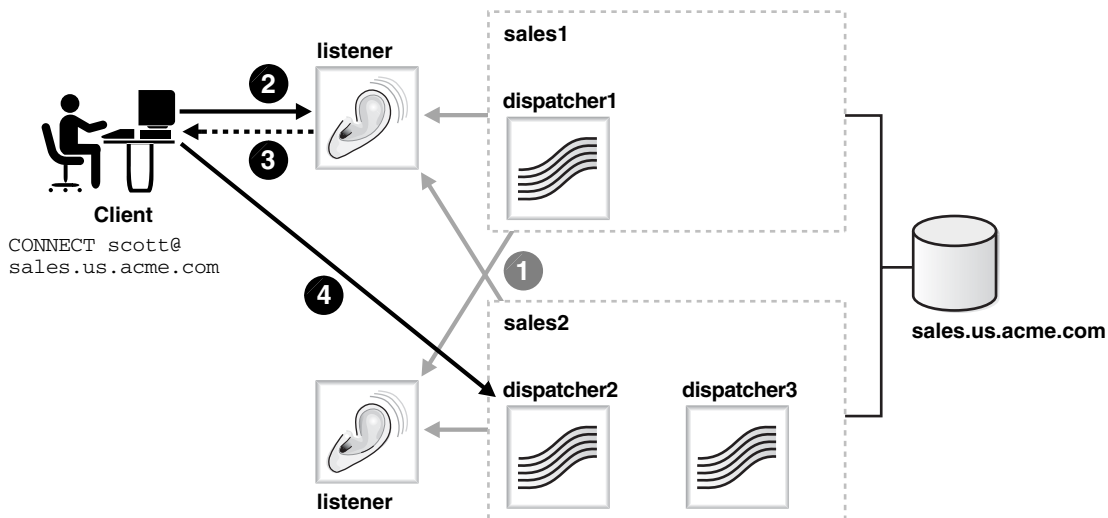 sales1
listener
dispatcher1
2
3
Client
CONNECT scott@
sales.us.acme.com
1
4
sales2
sales.us.acme.com
dispatcher2
dispatcher3
listener